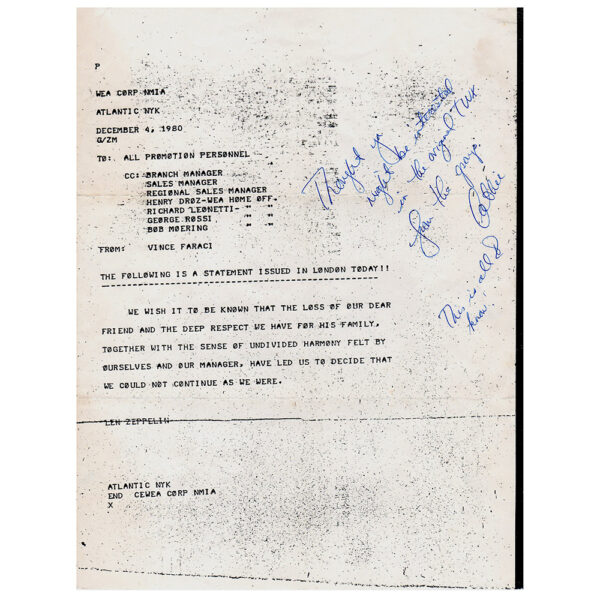 P
WEA CORP NMIA
ATLANTIC NYK
DECEMBER 4, 1980
G/ZM
TO: ALL PROMOTION PERSONNEL
CC: BRANCH MANAGER
SALES MANAGER
REGIONAL SALES MANAGER
HENRY DROZ-WEA HOME OFF.
RICHARD LEONETTI- " "
GEORGE ROSSI " "
BOB MOERING " "
FROM: VINCE FARACI
THE FOLLOWING IS A STATEMENT ISSUED IN LONDON TODAY!!
WE WISH IT TO BE KNOWN THAT THE LOSS OF OUR DEAR
FRIEND AND THE DEEP RESPECT WE HAVE FOR HIS FAMILY,
TOGETHER WITH THE SENSE OF UNDIVIDED HARMONY FELT BY
OURSELVES AND OUR MANAGER, HAVE LED US TO DECIDE THAT
WE COULD NOT CONTINUE AS WE WERE.
LED ZEPPELIN
ATLANTIC NYK
END CEWEA CORP NMIA
X
Thought you
might be interested
in the original TWX
from the group.
This is all I
know!